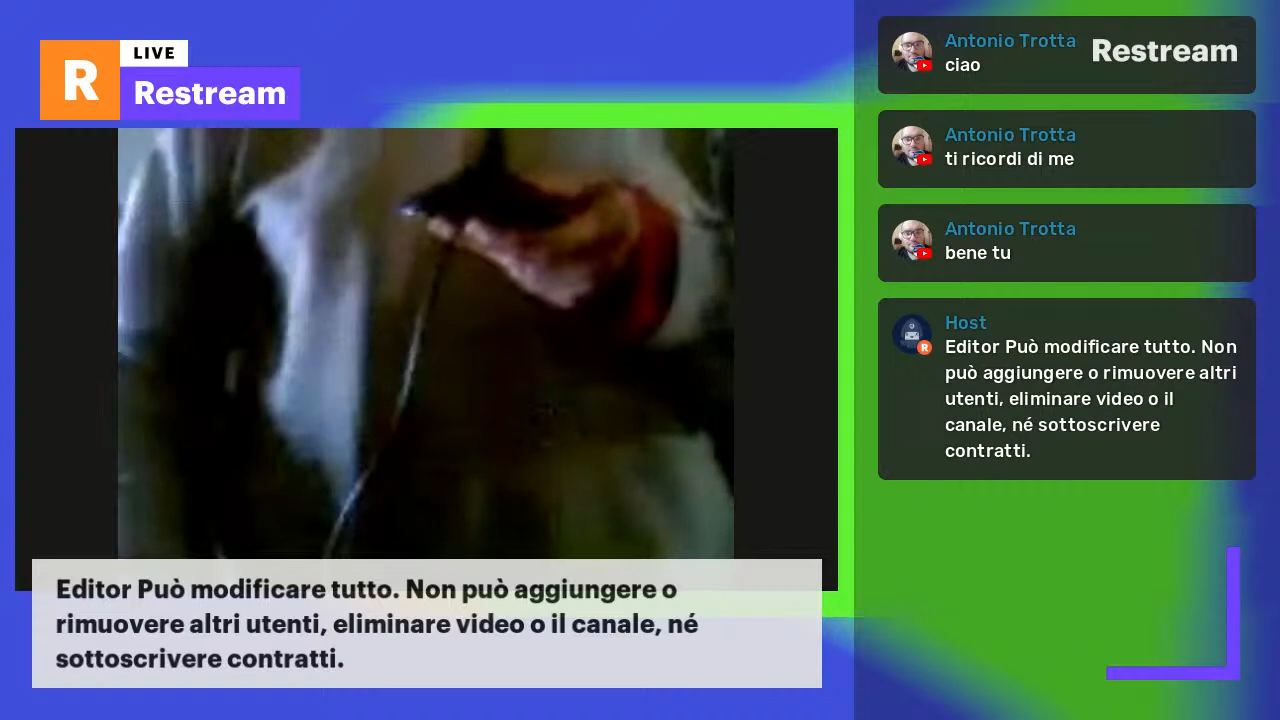 R
LIVE
Restream
Editor Può modificare tutto. Non può aggiungere o
rimuovere altri utenti, eliminare video o il canale, né
sottoscrivere contratti.
Antonio Trotta
Restream
ciao
Antonio Trotta
ti ricordi di me
Antonio Trotta
bene tu
Host
R
Editor Può modificare tutto. Non
può aggiungere o rimuovere altri
utenti, eliminare video o il
canale, né sottoscrivere
contratti.